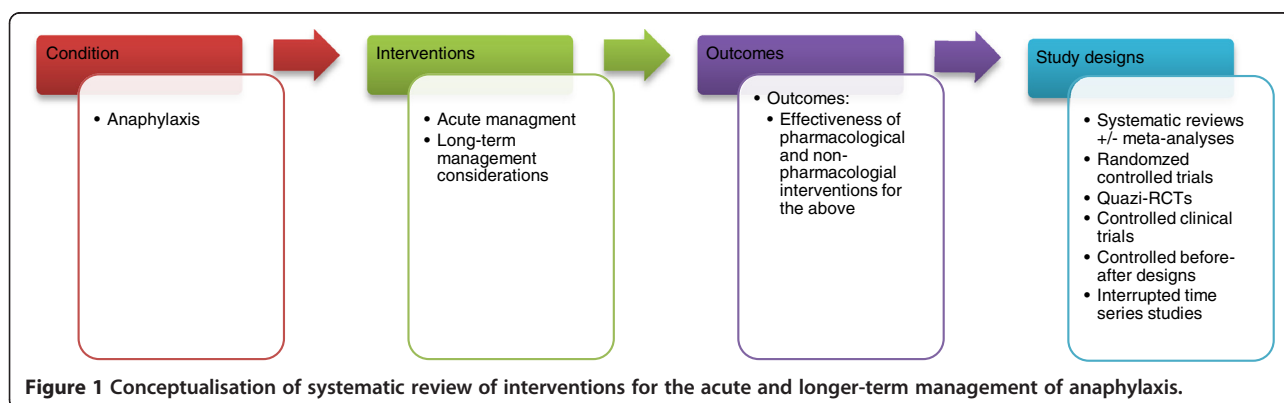 Condition
• Anaphylaxis
Interventions
• Acute managment
• Long-term
management
considerations
Outcomes
• Outcomes:
• Effectiveness of
pharmacological
and non-
pharmacologial
interventions for
the above
Study designs
• Systematic reviews
+/- meta-analyses
• Randomzed
controlled trials
• Quazi-RCTs
• Controlled clinical
trials
• Controlled before-
after designs
• Interrupted time
series studies
Figure 1 Conceptualisation of systematic review of interventions for the acute and longer-term management of anaphylaxis.